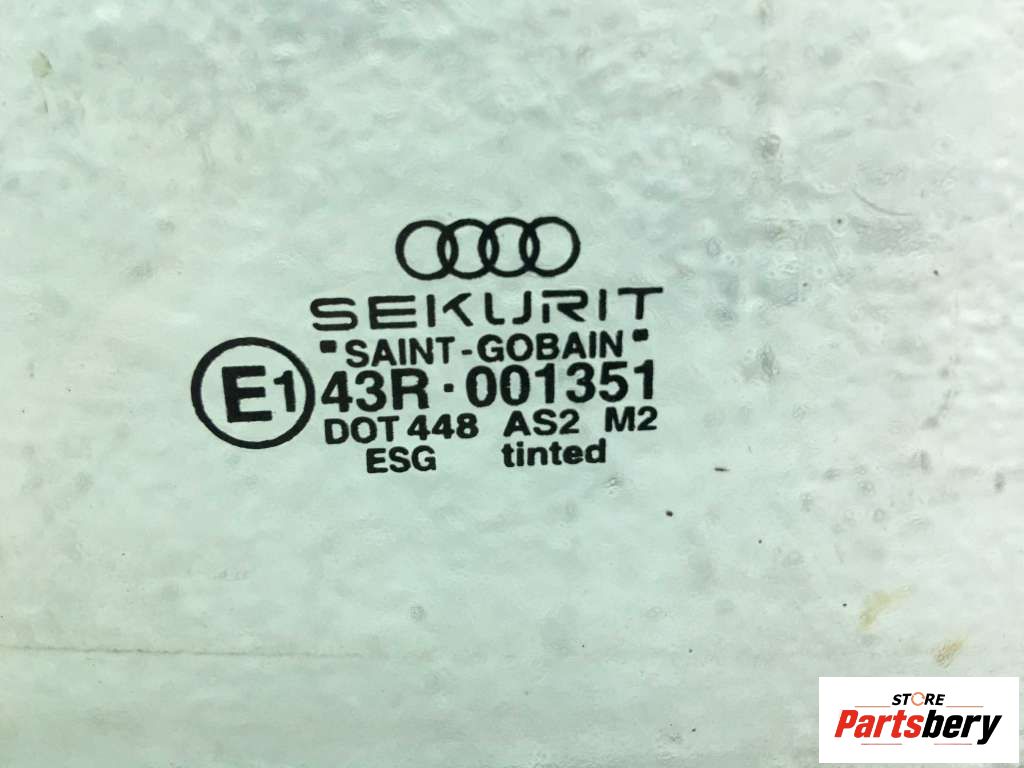 SEKURIT
"SAINT-GOBAIN"
E1 43R·001351
DOT 448 AS2 M2
ESG tinted
STORE
Partsbery